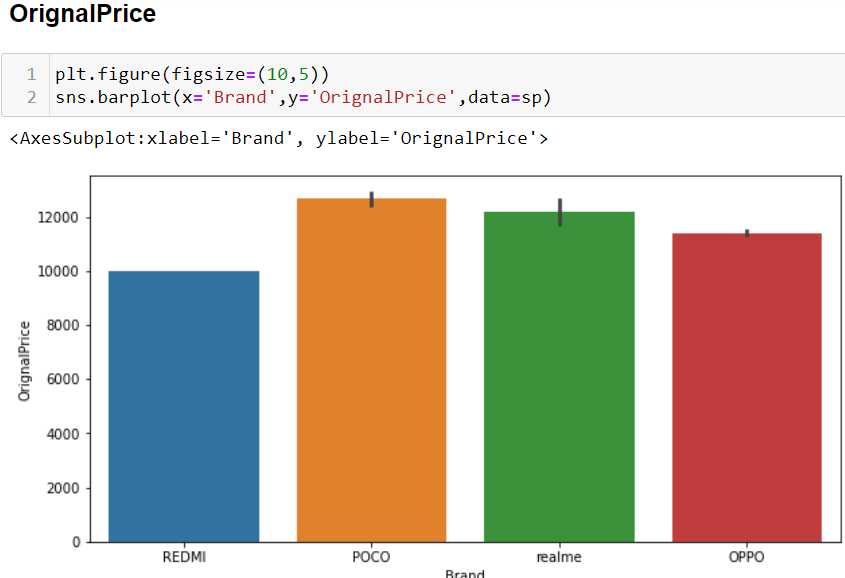 OrignalPrice
1 plt.figure(figsize=(10,5))
2 sns.barplot(x='Brand',y='OrignalPrice',data=sp)
<AxesSubplot:xlabel='Brand', ylabel='OrignalPrice'>
12000
10000
8000
6000
4000
2000
0
OrignalPrice
REDMI POCO realme OPPO
Brand